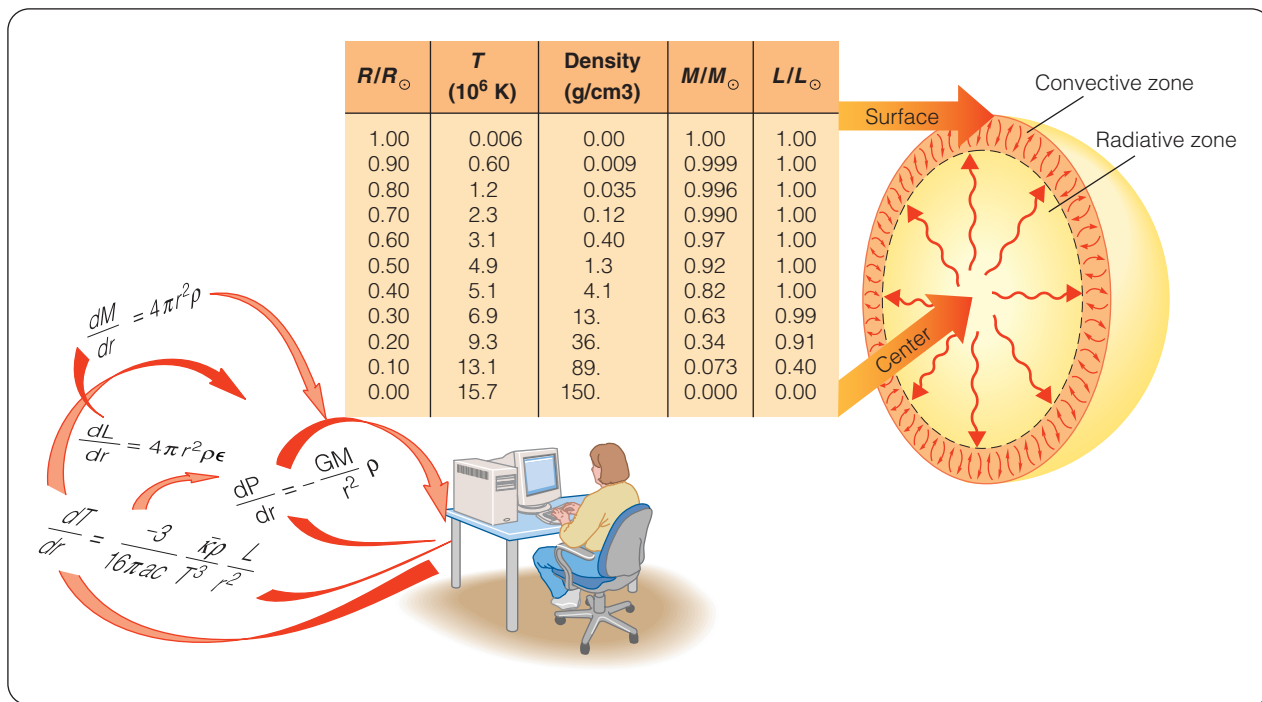 R/R☉ T (10⁶ K) Density (g/cm3) M/M☉ L/L☉
1.00 0.006 0.00 1.00 1.00
0.90 0.60 0.009 0.999 1.00
0.80 1.2 0.035 0.996 1.00
0.70 2.3 0.12 0.990 1.00
0.60 3.1 0.40 0.97 1.00
0.50 4.9 1.3 0.92 1.00
0.40 5.1 4.1 0.82 1.00
0.30 6.9 13. 0.63 0.99
0.20 9.3 36. 0.34 0.91
0.10 13.1 89. 0.073 0.40
0.00 15.7 150. 0.000 0.00
Surface
Center
Convective zone
Radiative zone
dM/dr = 4πr²ρ
dL/dr = 4πr²ρϵ
dP/dr = - GM/r² ρ
dT/dr = -3/16πac κ̄ρ/T³ L/r²